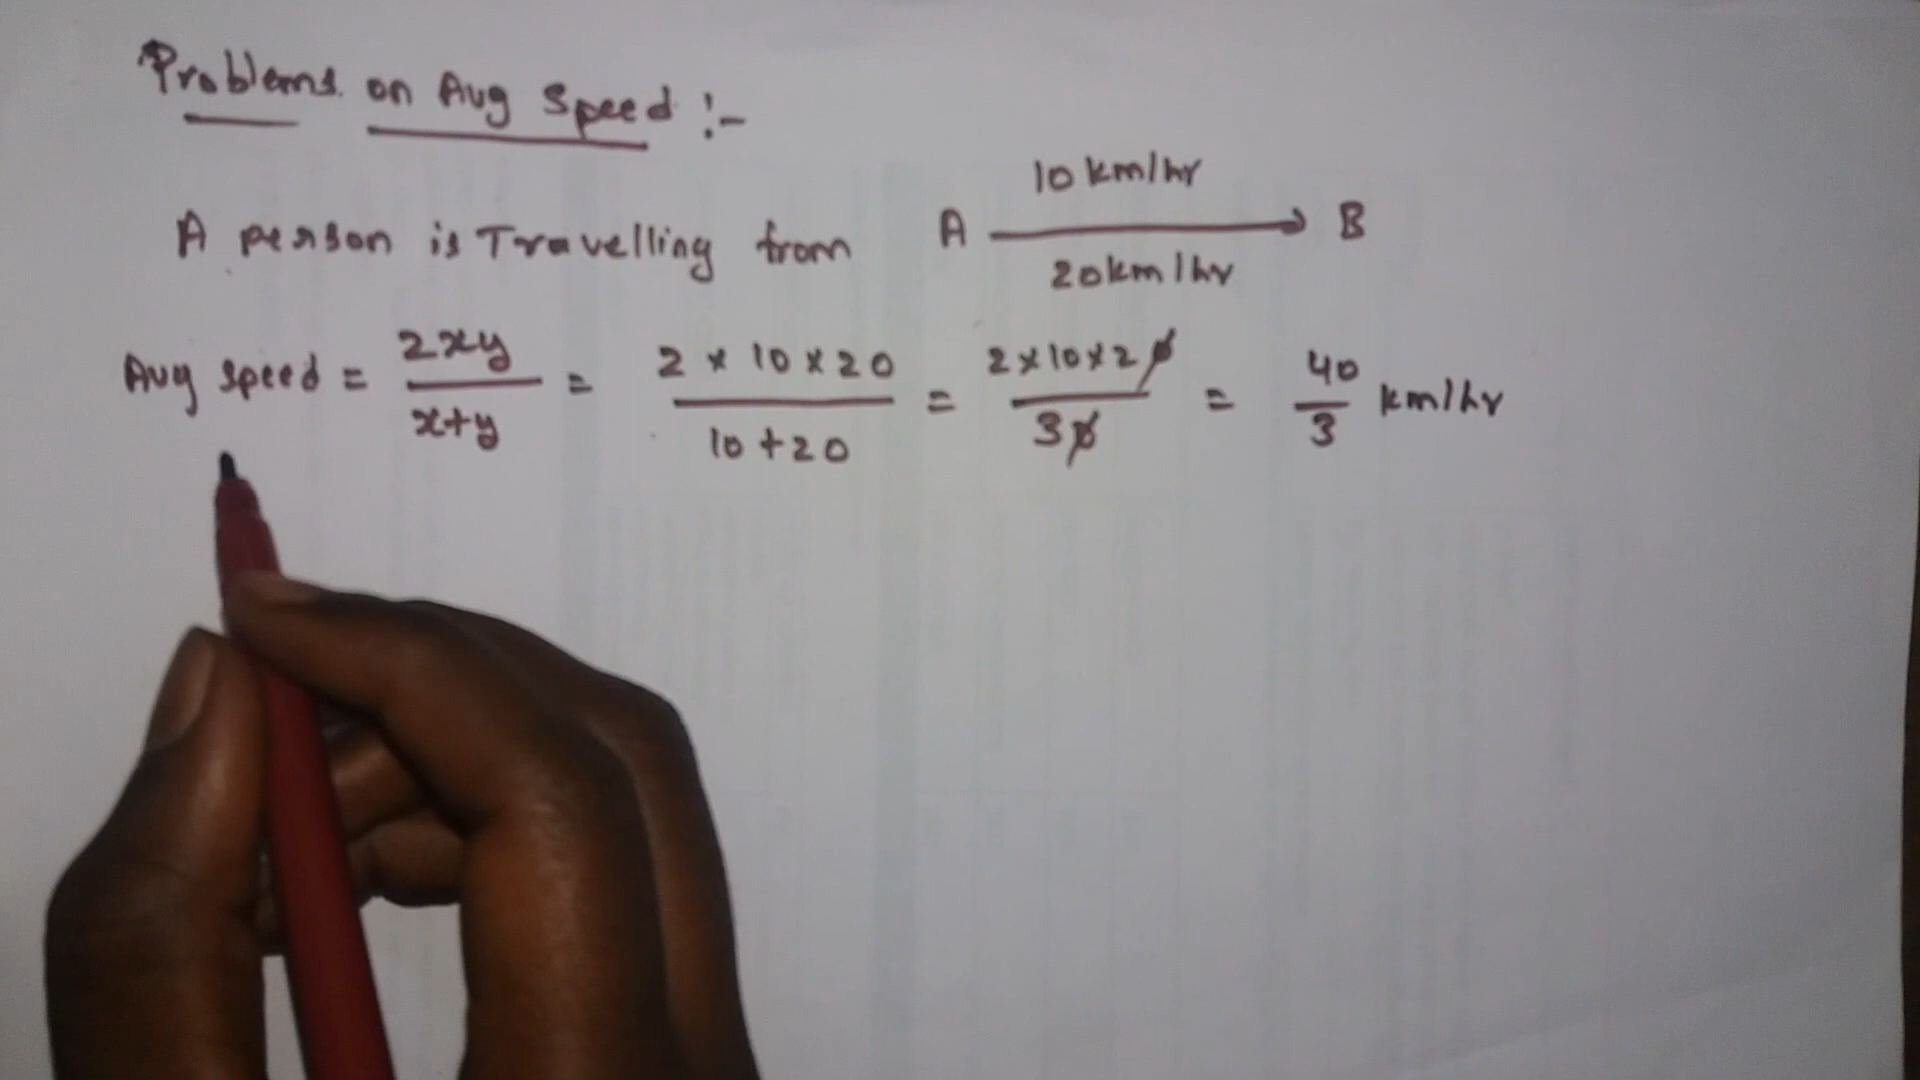 Problems on Avg Speed :-
10 km/hr
A person is Travelling from A → B
20km/hr
Avg speed = 2xy/x+y = 2 × 10 × 20/10 + 20 = 2 × 10 × 20/30 = 40/3 km/hr